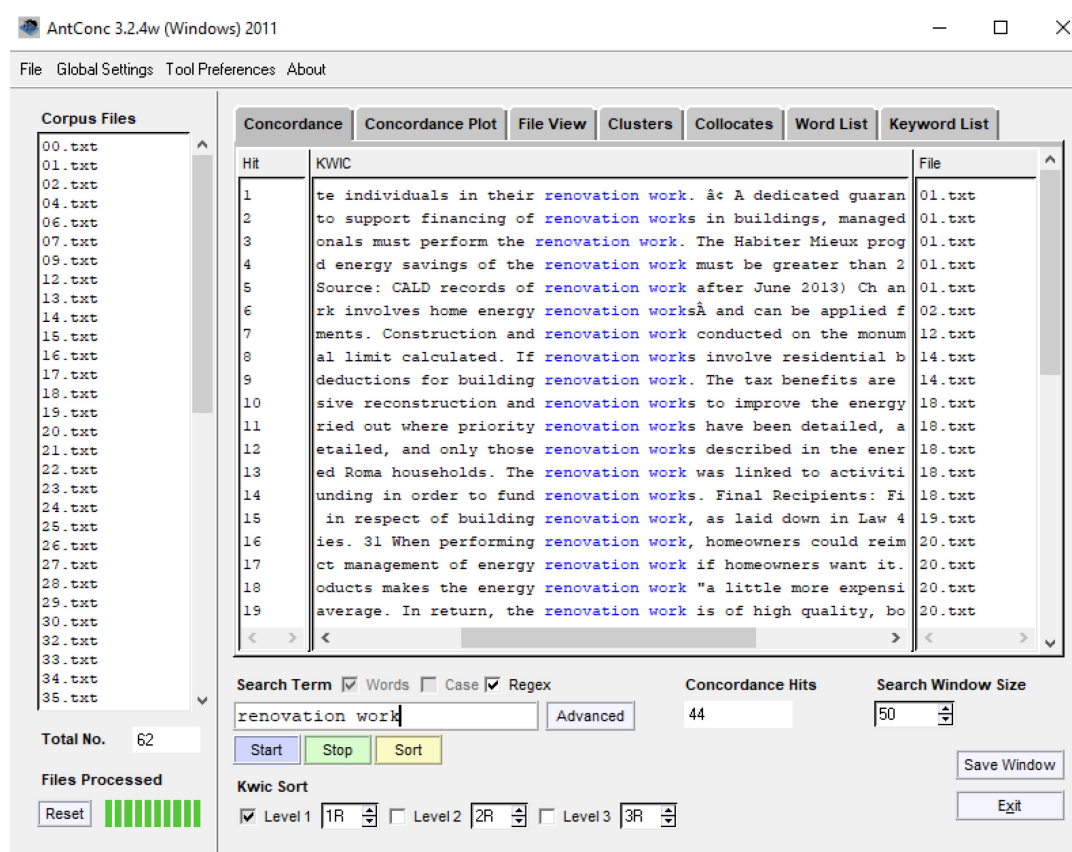 AntConc 3.2.4w (Windows) 2011
File Global Settings Tool Preferences About
Corpus Files
00.txt
01.txt
02.txt
04.txt
06.txt
07.txt
09.txt
12.txt
13.txt
14.txt
15.txt
16.txt
17.txt
18.txt
19.txt
20.txt
21.txt
22.txt
23.txt
24.txt
25.txt
26.txt
27.txt
28.txt
29.txt
30.txt
32.txt
33.txt
34.txt
35.txt
Total No. 62
Files Processed
Reset
Concordance Concordance Plot File View Clusters Collocates Word List Keyword List
Hit KWIC File
1 te individuals in their renovation work. â¢ A dedicated guaran 01.txt
2 to support financing of renovation works in buildings, managed 01.txt
3 onals must perform the renovation work. The Habiter Mieux prog 01.txt
4 d energy savings of the renovation work must be greater than 2 01.txt
5 Source: CALD records of renovation work after June 2013) Ch an 01.txt
6 rk involves home energy renovation worksÂ and can be applied f 02.txt
7 ments. Construction and renovation work conducted on the monum 12.txt
8 al limit calculated. If renovation works involve residential b 14.txt
9 deductions for building renovation work. The tax benefits are 14.txt
10 sive reconstruction and renovation works to improve the energy 18.txt
11 ried out where priority renovation works have been detailed, a 18.txt
12 etailed, and only those renovation works described in the ener 18.txt
13 ed Roma households. The renovation work was linked to activiti 18.txt
14 unding in order to fund renovation works. Final Recipients: Fi 18.txt
15 in respect of building renovation work, as laid down in Law 4 19.txt
16 ies. 31 When performing renovation work, homeowners could reim 20.txt
17 ct management of energy renovation work if homeowners want it. 20.txt
18 oducts makes the energy renovation work "a little more expensi 20.txt
19 average. In return, the renovation work is of high quality, bo 20.txt
Search Term Words Case Regex Concordance Hits Search Window Size
renovation work Advanced 44 50
Start Stop Sort
Save Window
Kwic Sort
Level 1 1R Level 2 2R Level 3 3R
Exit